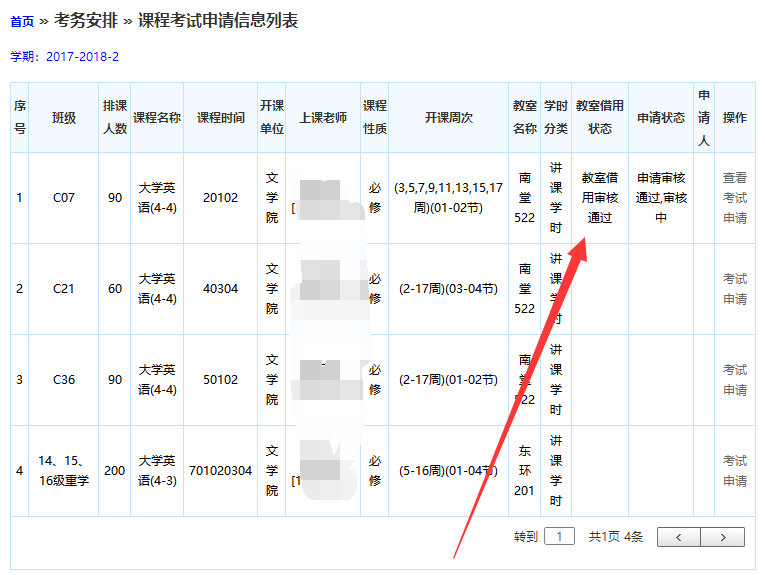 首页 » 考务安排 » 课程考试申请信息列表
学期：2017-2018-2
序号 班级 排课人数 课程名称 课程时间 开课单位 上课老师 课程性质 开课周次 教室名称 学时分类 教室借用状态 申请状态 申请人 操作
1 C07 90 大学英语(4-4) 20102 文学院 [ 必修 (3,5,7,9,11,13,15,17周)(01-02节) 南堂522 讲课学时 教室借用审核通过 申请审核通过,审核中 查看考试申请
2 C21 60 大学英语(4-4) 40304 文学院 必修 (2-17周)(03-04节) 南堂522 讲课学时 考试申请
3 C36 90 大学英语(4-4) 50102 文学院 必修 (2-17周)(01-02节) 南堂522 讲课学时 考试申请
4 14、15、16级重学 200 大学英语(4-3) 701020304 文学院 [1 必修 (5-16周)(01-04节) 东环201 讲课学时 考试申请
转到 1 共1页 4条 < >